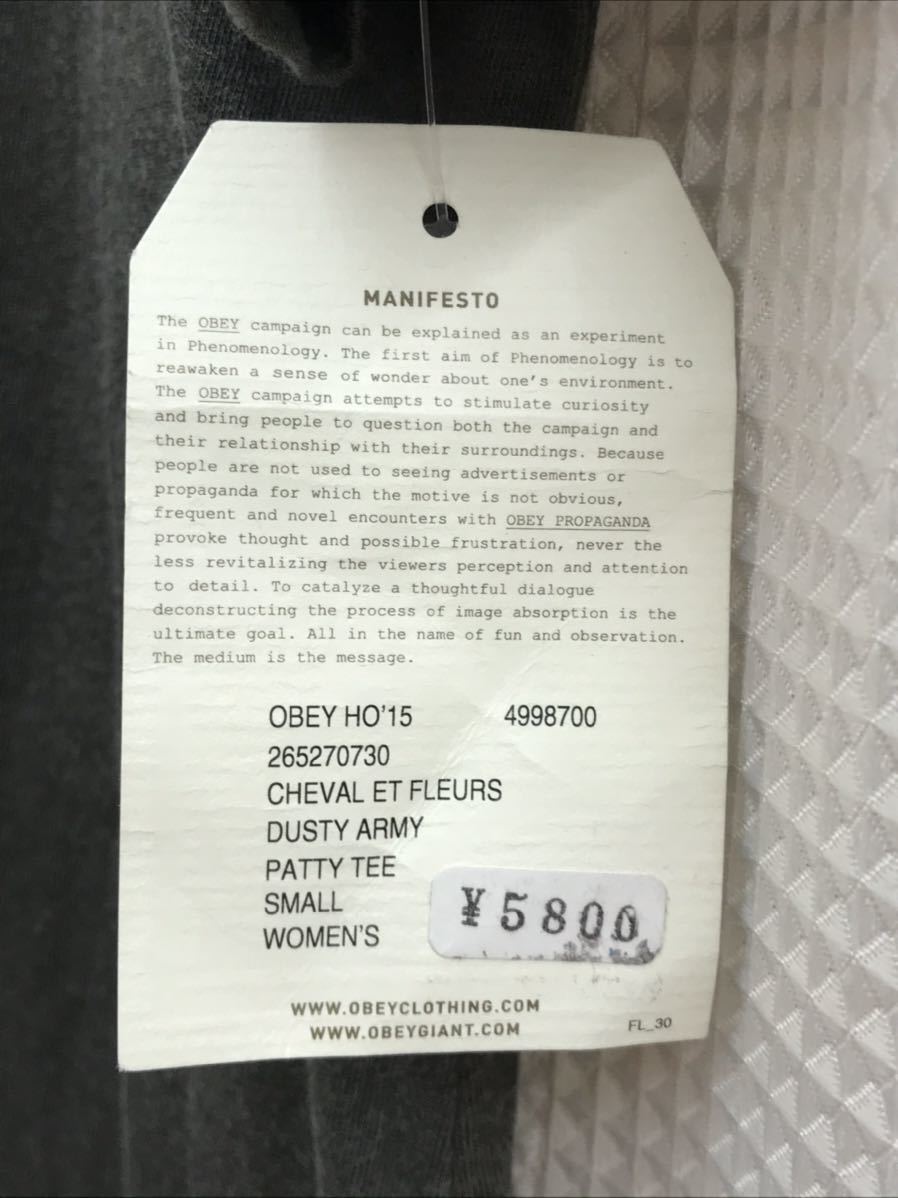 MANIFESTO
The OBEY campaign can be explained as an experiment
in Phenomenology. The first aim of Phenomenology is to
reawaken a sense of wonder about one's environment.
The OBEY campaign attempts to stimulate curiosity
and bring people to question both the campaign and
their relationship with their surroundings. Because
people are not used to seeing advertisements or
propaganda for which the motive is not obvious,
frequent and novel encounters with OBEY PROPAGANDA
provoke thought and possible frustration, never the
less revitalizing the viewers perception and attention
to detail. To catalyze a thoughtful dialogue
deconstructing the process of image absorption is the
ultimate goal. All in the name of fun and observation.
The medium is the message.
OBEY HO'15 4998700
265270730
CHEVAL ET FLEURS
DUSTY ARMY
PATTY TEE
SMALL
WOMEN'S
¥5800
WWW.OBEYCLOTHING.COM
WWW.OBEYGIANT.COM
FL_30